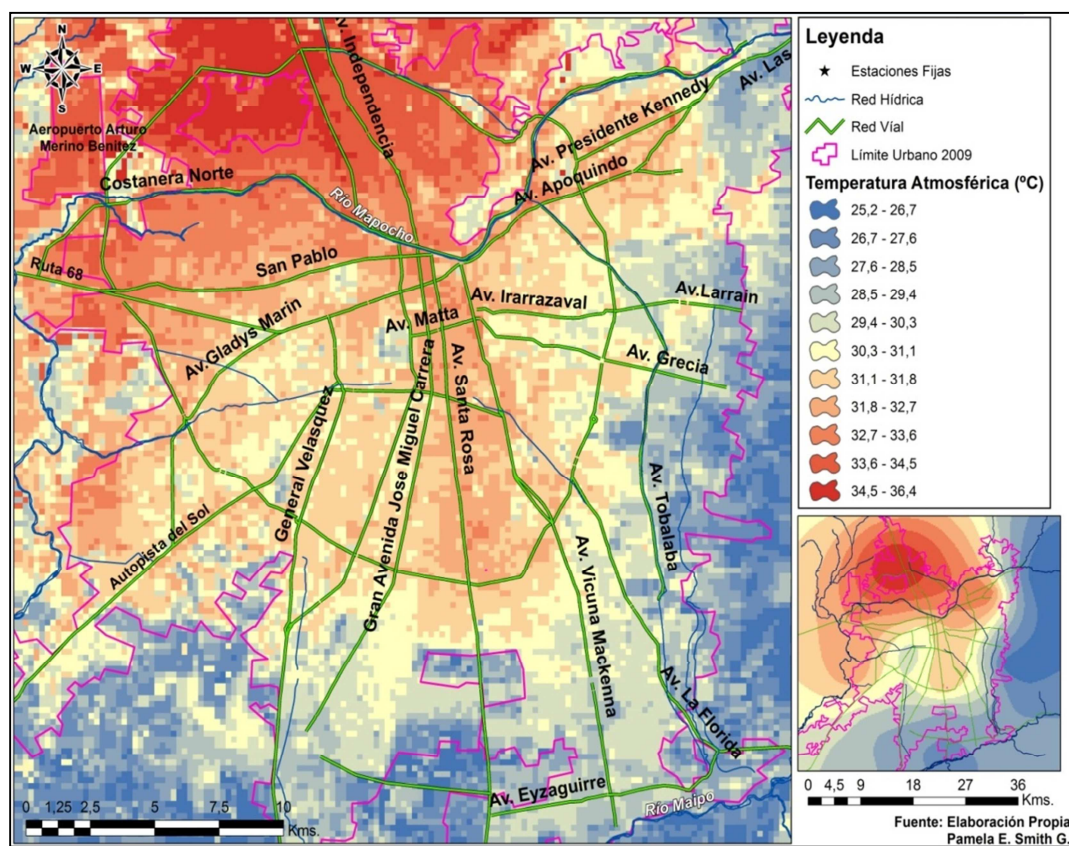 N
W
E
S
Aeropuerto Arturo
Merino Benítez
Costanera Norte
Av. Independencia
Río Mapocho
Av. Presidente Kennedy
Av. Las
Av. Apoquindo
Ruta 68
San Pablo
Av. Gladys Marin
Av. Matta
Av. Irarrazaval
Av.Larrain
Av. Grecia
General Velasquez
Gran Avenida Jose Miguel Carrera
Av. Santa Rosa
Autopista del Sol
Av. Vicuna Mackenna
Av. Tobalaba
Av. La Florida
Av. Eyzaguirre
Río Maipo
0 1,25 2,5 5 7,5 10
Kms.
Leyenda
Estaciones Fijas
Red Hídrica
Red Víal
Límite Urbano 2009
Temperatura Atmosférica (ºC)
25,2 - 26,7
26,7 - 27,6
27,6 - 28,5
28,5 - 29,4
29,4 - 30,3
30,3 - 31,1
31,1 - 31,8
31,8 - 32,7
32,7 - 33,6
33,6 - 34,5
34,5 - 36,4
0 4,5 9 18 27 36
Kms.
Fuente: Elaboración Propia
Pamela E. Smith G.